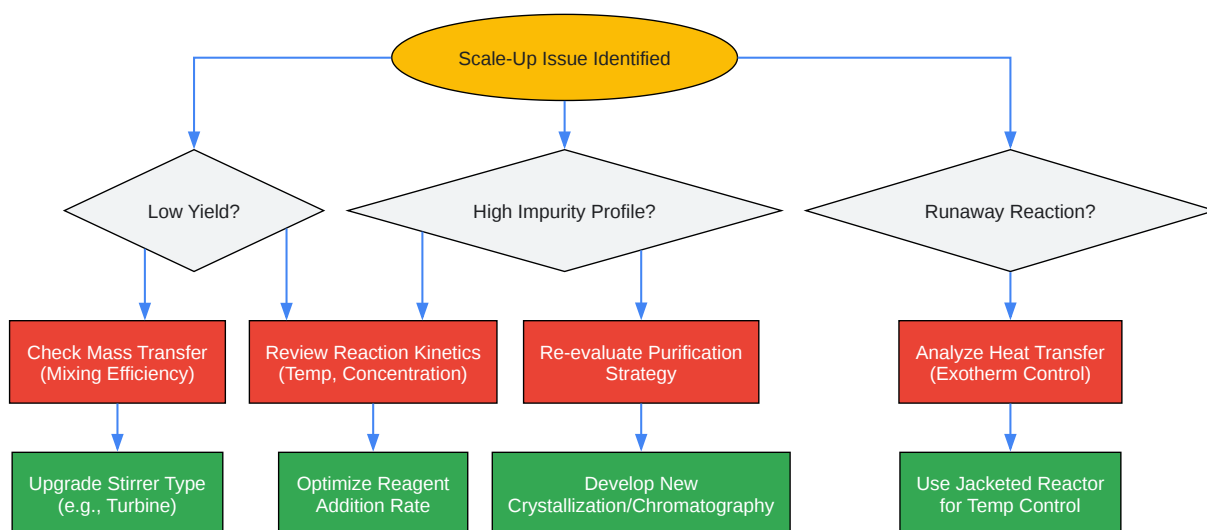 Scale-Up Issue Identified
Low Yield?
High Impurity Profile?
Runaway Reaction?
Check Mass Transfer
(Mixing Efficiency)
Review Reaction Kinetics
(Temp, Concentration)
Re-evaluate Purification
Strategy
Analyze Heat Transfer
(Exotherm Control)
Upgrade Stirrer Type
(e.g., Turbine)
Optimize Reagent
Addition Rate
Develop New
Crystallization/Chromatography
Use Jacketed Reactor
for Temp Control